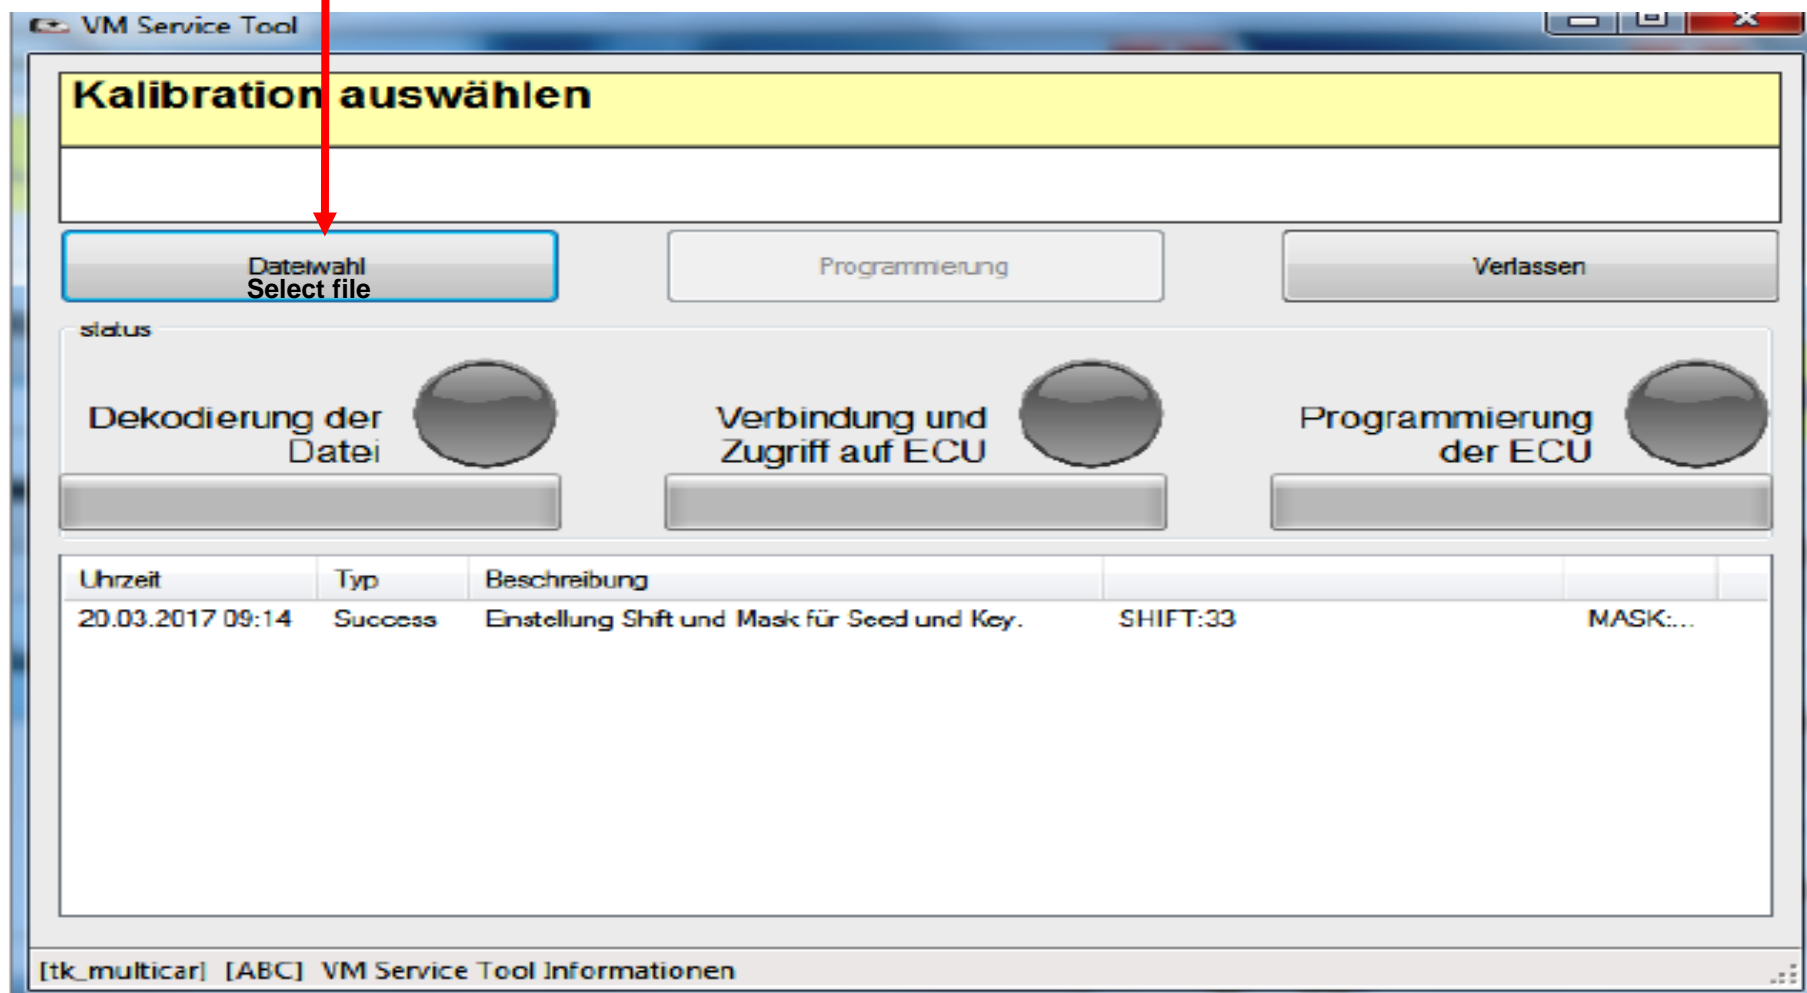 VM Service Tool
Kalibration auswählen
Dateiwahl
Select file
Programmierung
Verlassen
status
Dekodierung der
Datei
Verbindung und
Zugriff auf ECU
Programmierung
der ECU
Uhrzeit Typ Beschreibung
20.03.2017 09:14 Success Einstellung Shift und Mask für Seed und Key. SHIFT:33 MASK:...
[tk_multicar] [ABC] VM Service Tool Informationen